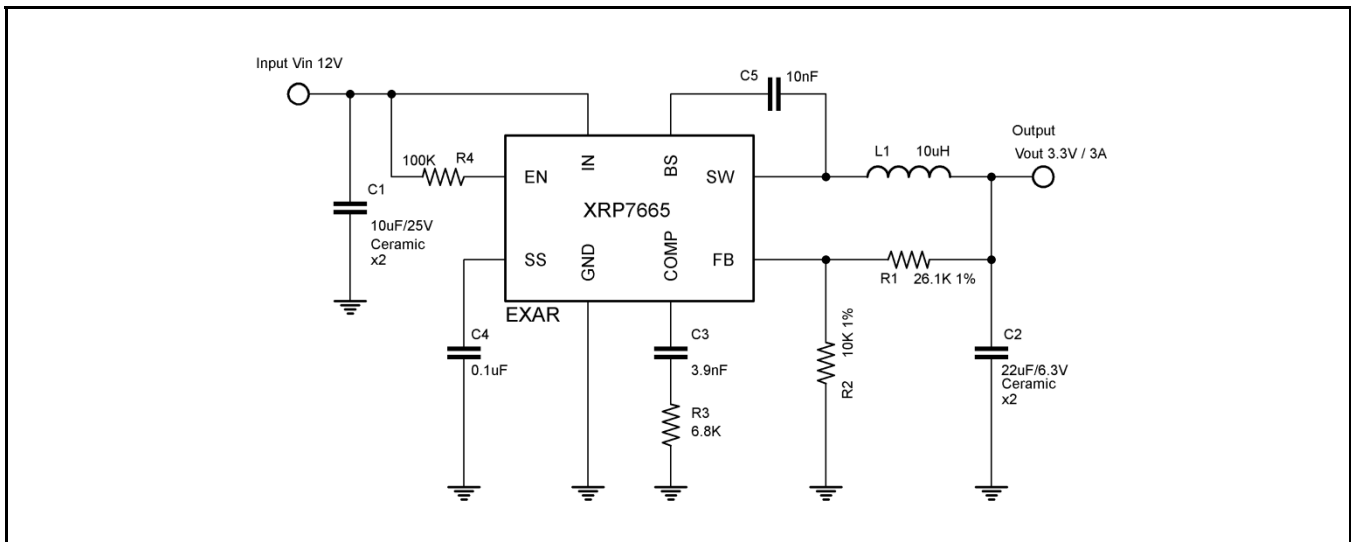 Input Vin 12V
C5
10nF
Output
Vout 3.3V / 3A
L1
10uH
100K
R4
EN
IN
BS
SW
C1
10uF/25V
Ceramic
x2
XRP7665
SS
GND
COMP
FB
R1
26.1K 1%
EXAR
C4
0.1uF
C3
3.9nF
R2
10K 1%
C2
22uF/6.3V
Ceramic
x2
R3
6.8K